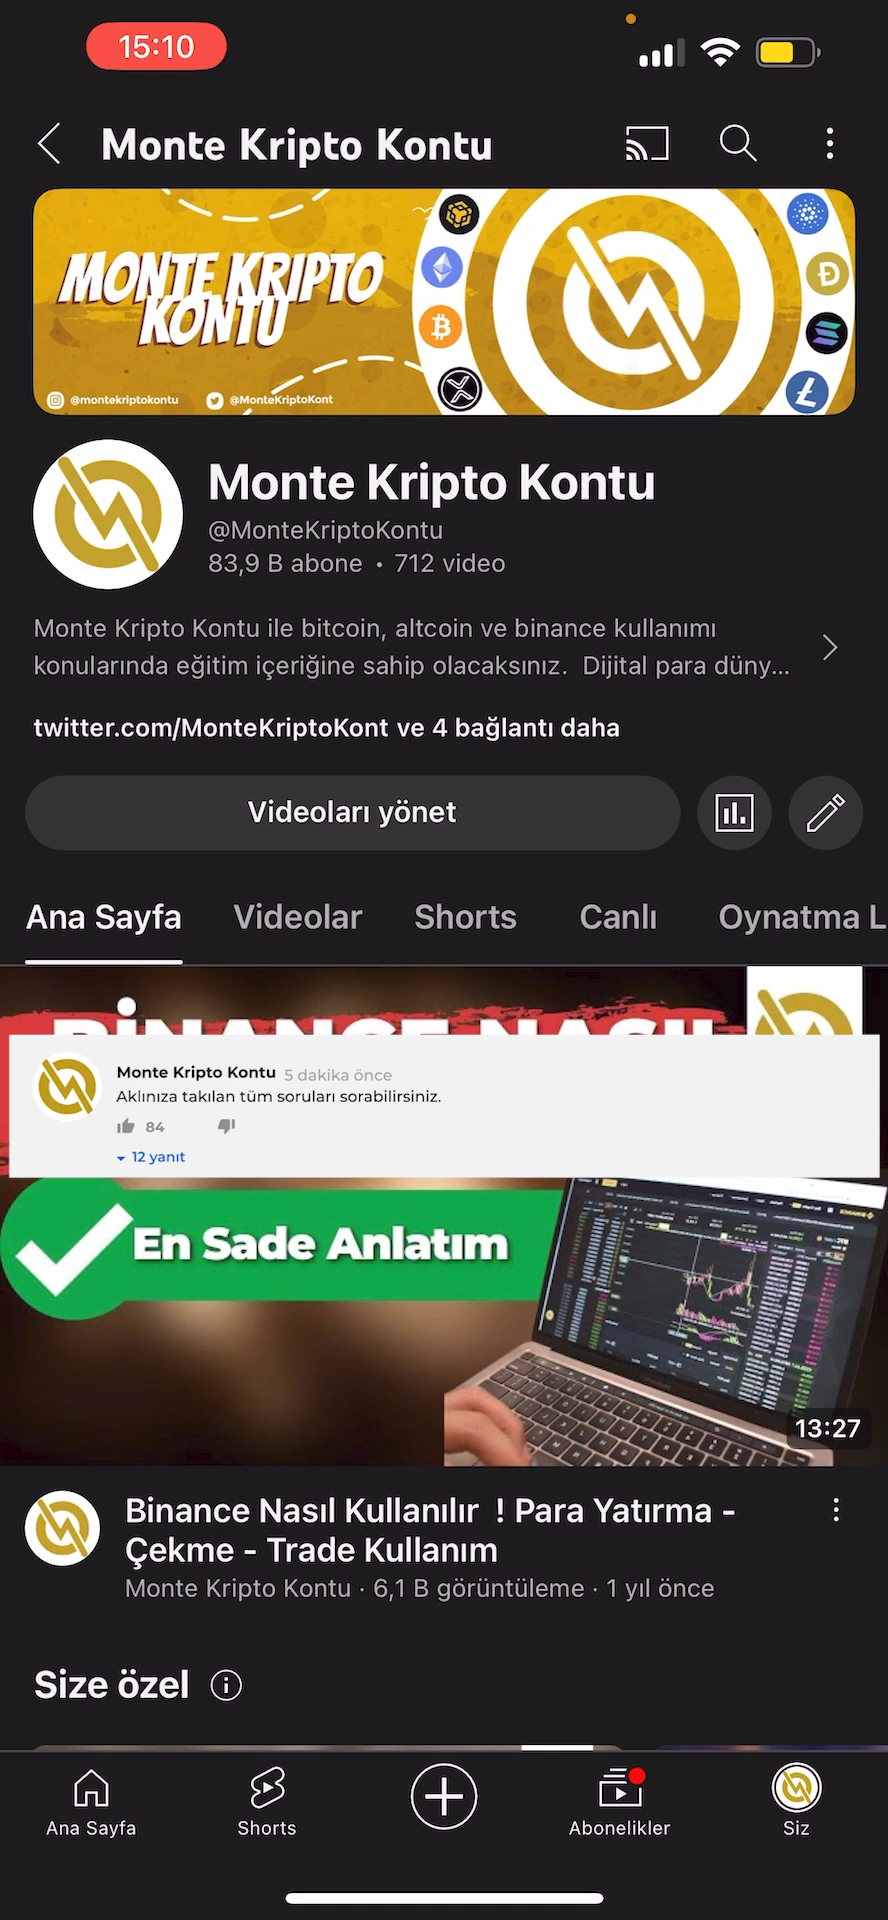 15:10
Monte Kripto Kontu
MONTE KRIPTO
KONTU
@montekriptokontu
@MonteKriptoKont
Monte Kripto Kontu
@MonteKriptoKontu
83,9 B abone • 712 video
Monte Kripto Kontu ile bitcoin, altcoin ve binance kullanımı
konularında eğitim içeriğine sahip olacaksınız. Dijital para düny...
twitter.com/MonteKriptoKont ve 4 bağlantı daha
Videoları yönet
Ana Sayfa
Videolar
Shorts
Canlı
Oynatma L
BİNANCE NASIL
Monte Kripto Kontu 5 dakika önce
Aklınıza takılan tüm soruları sorabilirsiniz.
84
12 yanıt
En Sade Anlatım
13:27
Binance Nasıl Kullanılır ! Para Yatırma -
Çekme - Trade Kullanım
Monte Kripto Kontu · 6,1 B görüntüleme · 1 yıl önce
Size özel
Ana Sayfa
Shorts
Abonelikler
Siz